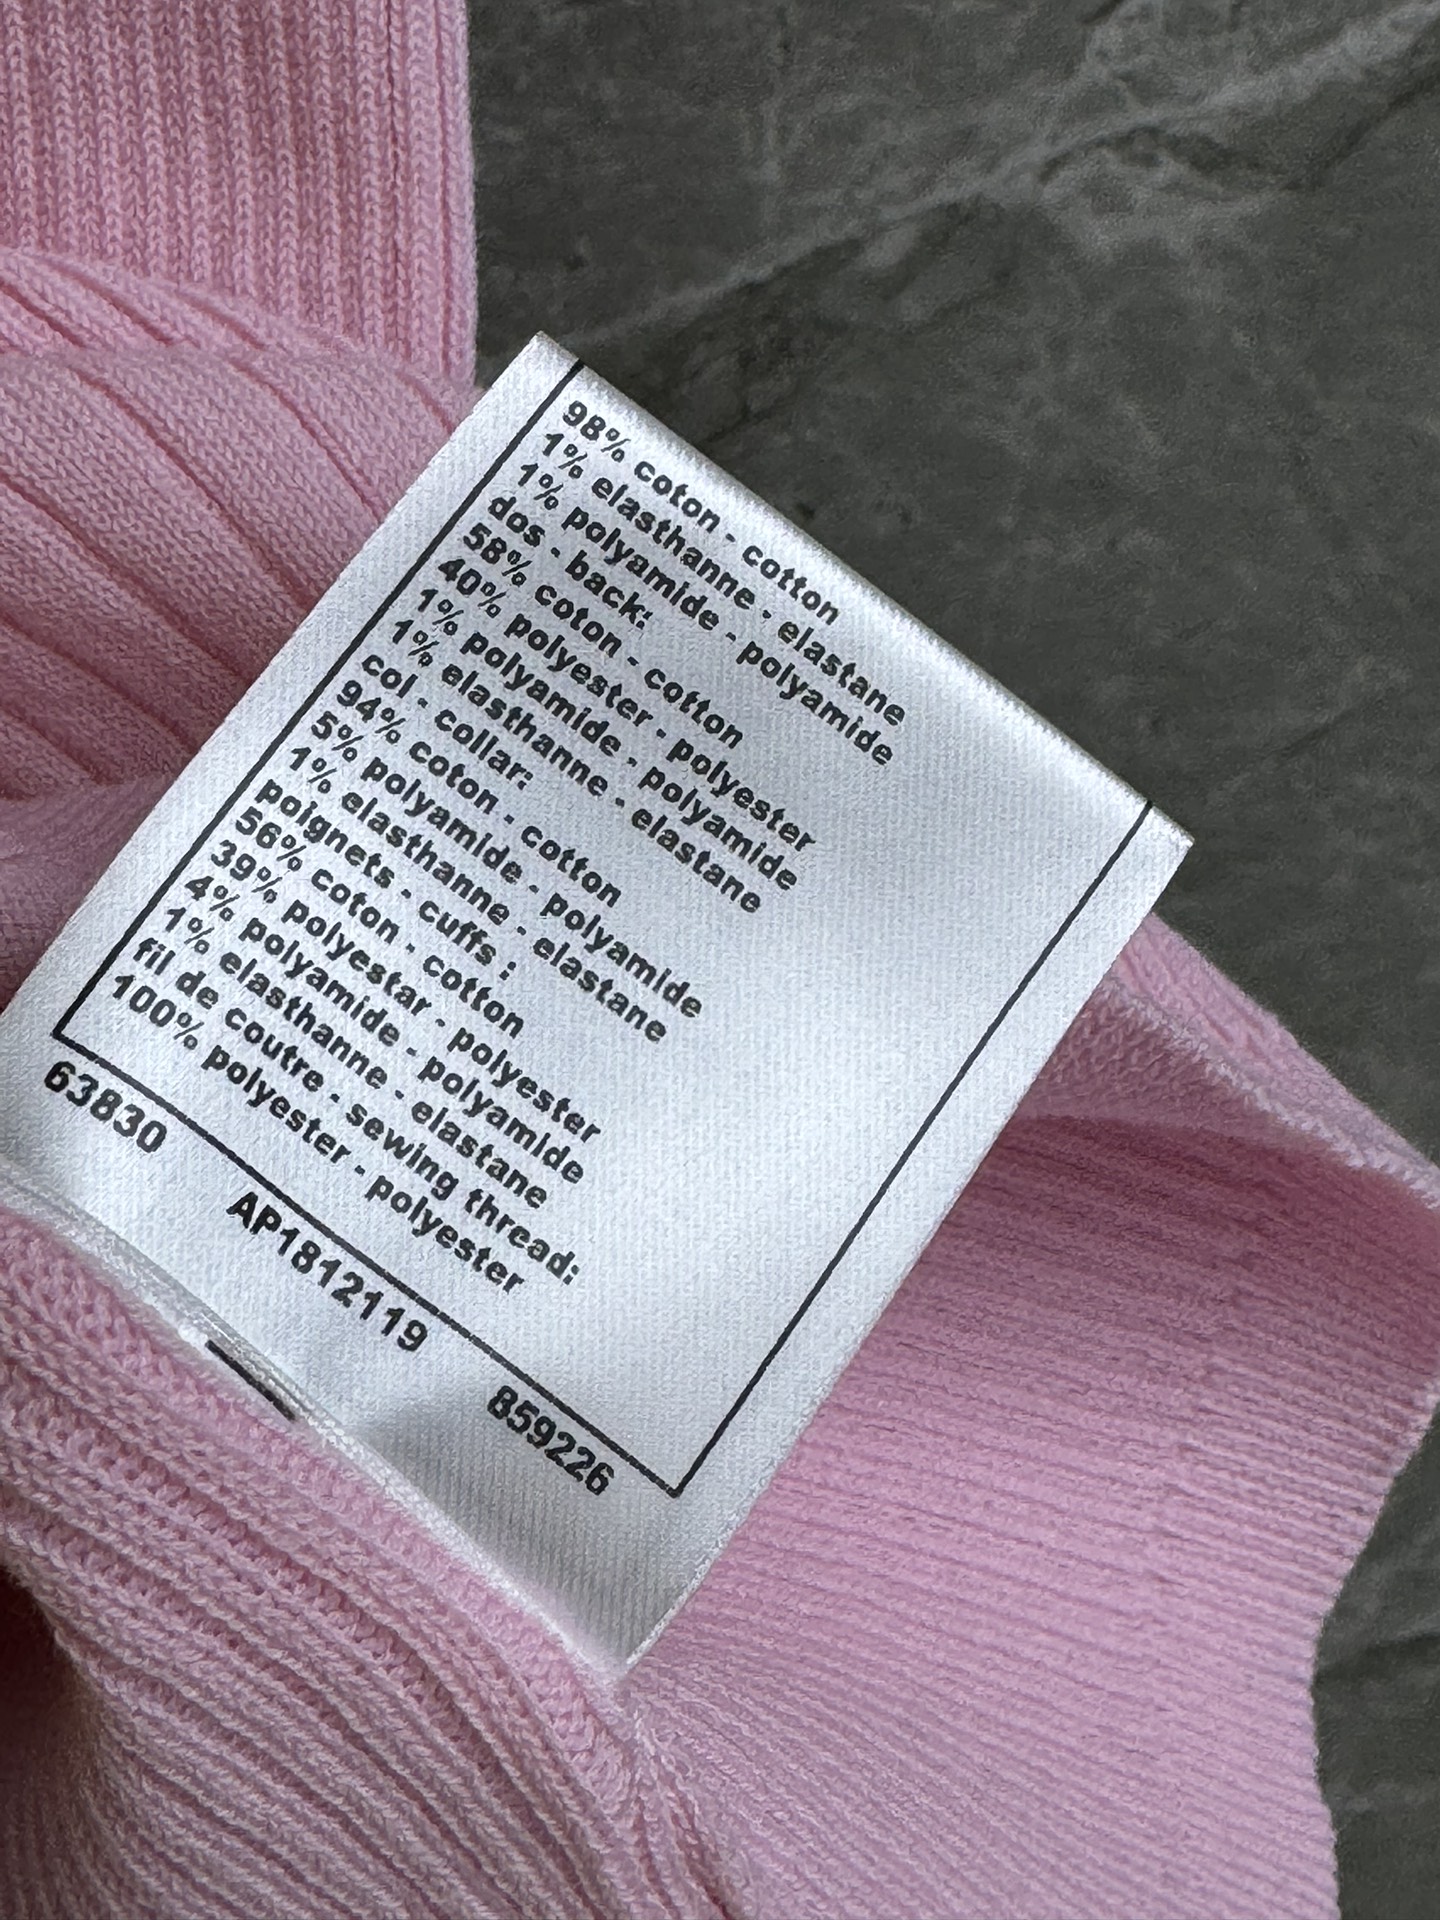 98% coton - cotton
1% elasthanne - elastane
1% polyamide - polyamide
dos - back:
58% coton - cotton
40% polyester - polyester
1% polyamide - polyamide
1% elasthanne - elastane
col - collar:
94% coton - cotton
5% polyamide - polyamide
1% elasthanne - elastane
poignets - cuffs :
56% coton - cotton
39% polyestar - polyester
4% polyamide - polyamide
1% elasthanne - elastane
fil de coutre - sewing thread:
100% polyester - polyester
63830 AP1812119 859226